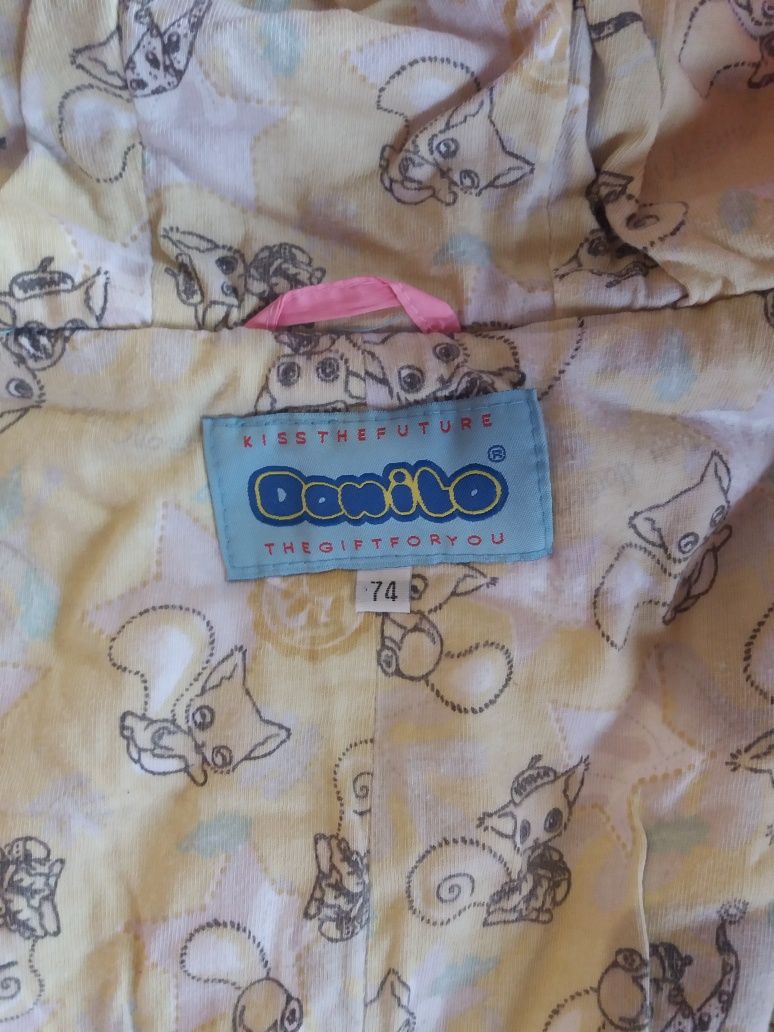 KISSTHEFUTURE
Danilo ®
THEGIFTFORYOU
74